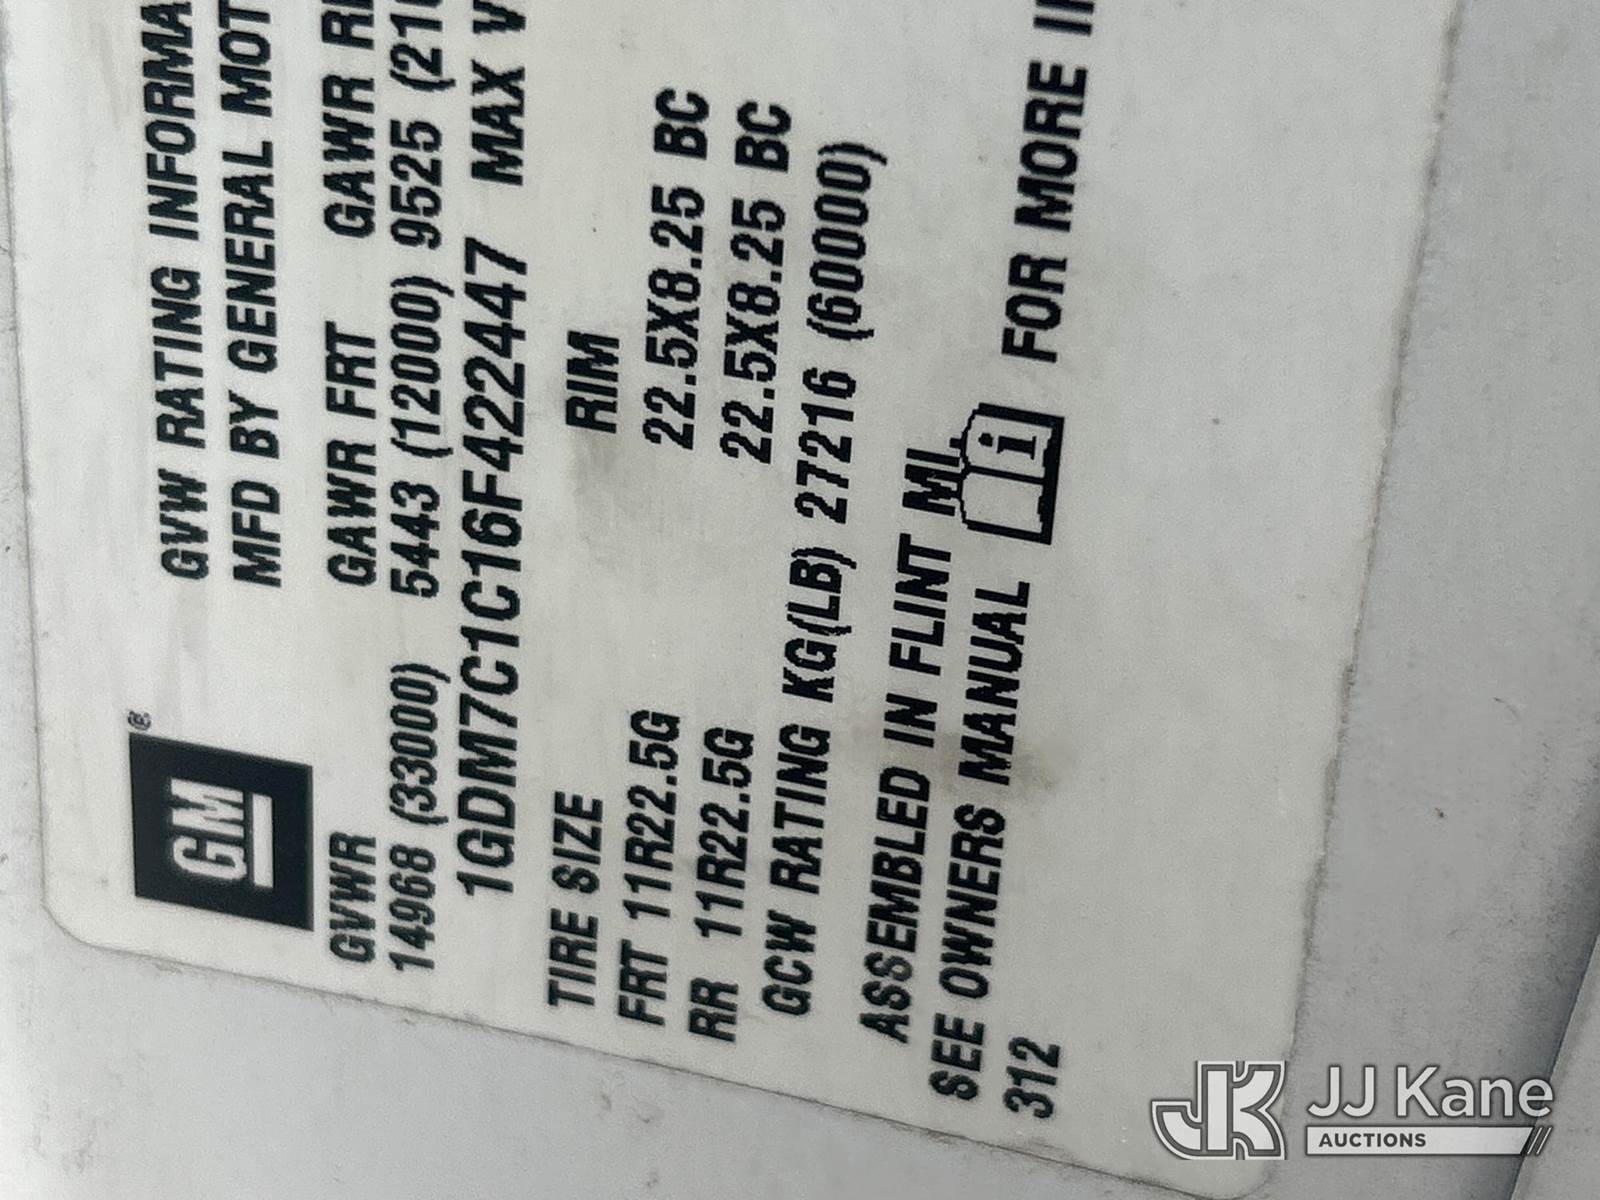 GM®
GVW RATING INFORMA
MFD BY GENERAL MOT
GVWR GAWR FRT GAWR
14968 (33000) 5443 (12000) 9525
1GDM7C1C16F422447 MAX
TIRE SIZE RIM
FRT 11R22.5G 22.5X8.25 BC
RR 11R22.5G 22.5X8.25 BC
GCW RATING KG(LB) 27216 (60000)
ASSEMBLED IN FLINT MI.
SEE OWNERS MANUAL i FOR MORE
312
JK JJ Kane
AUCTIONS